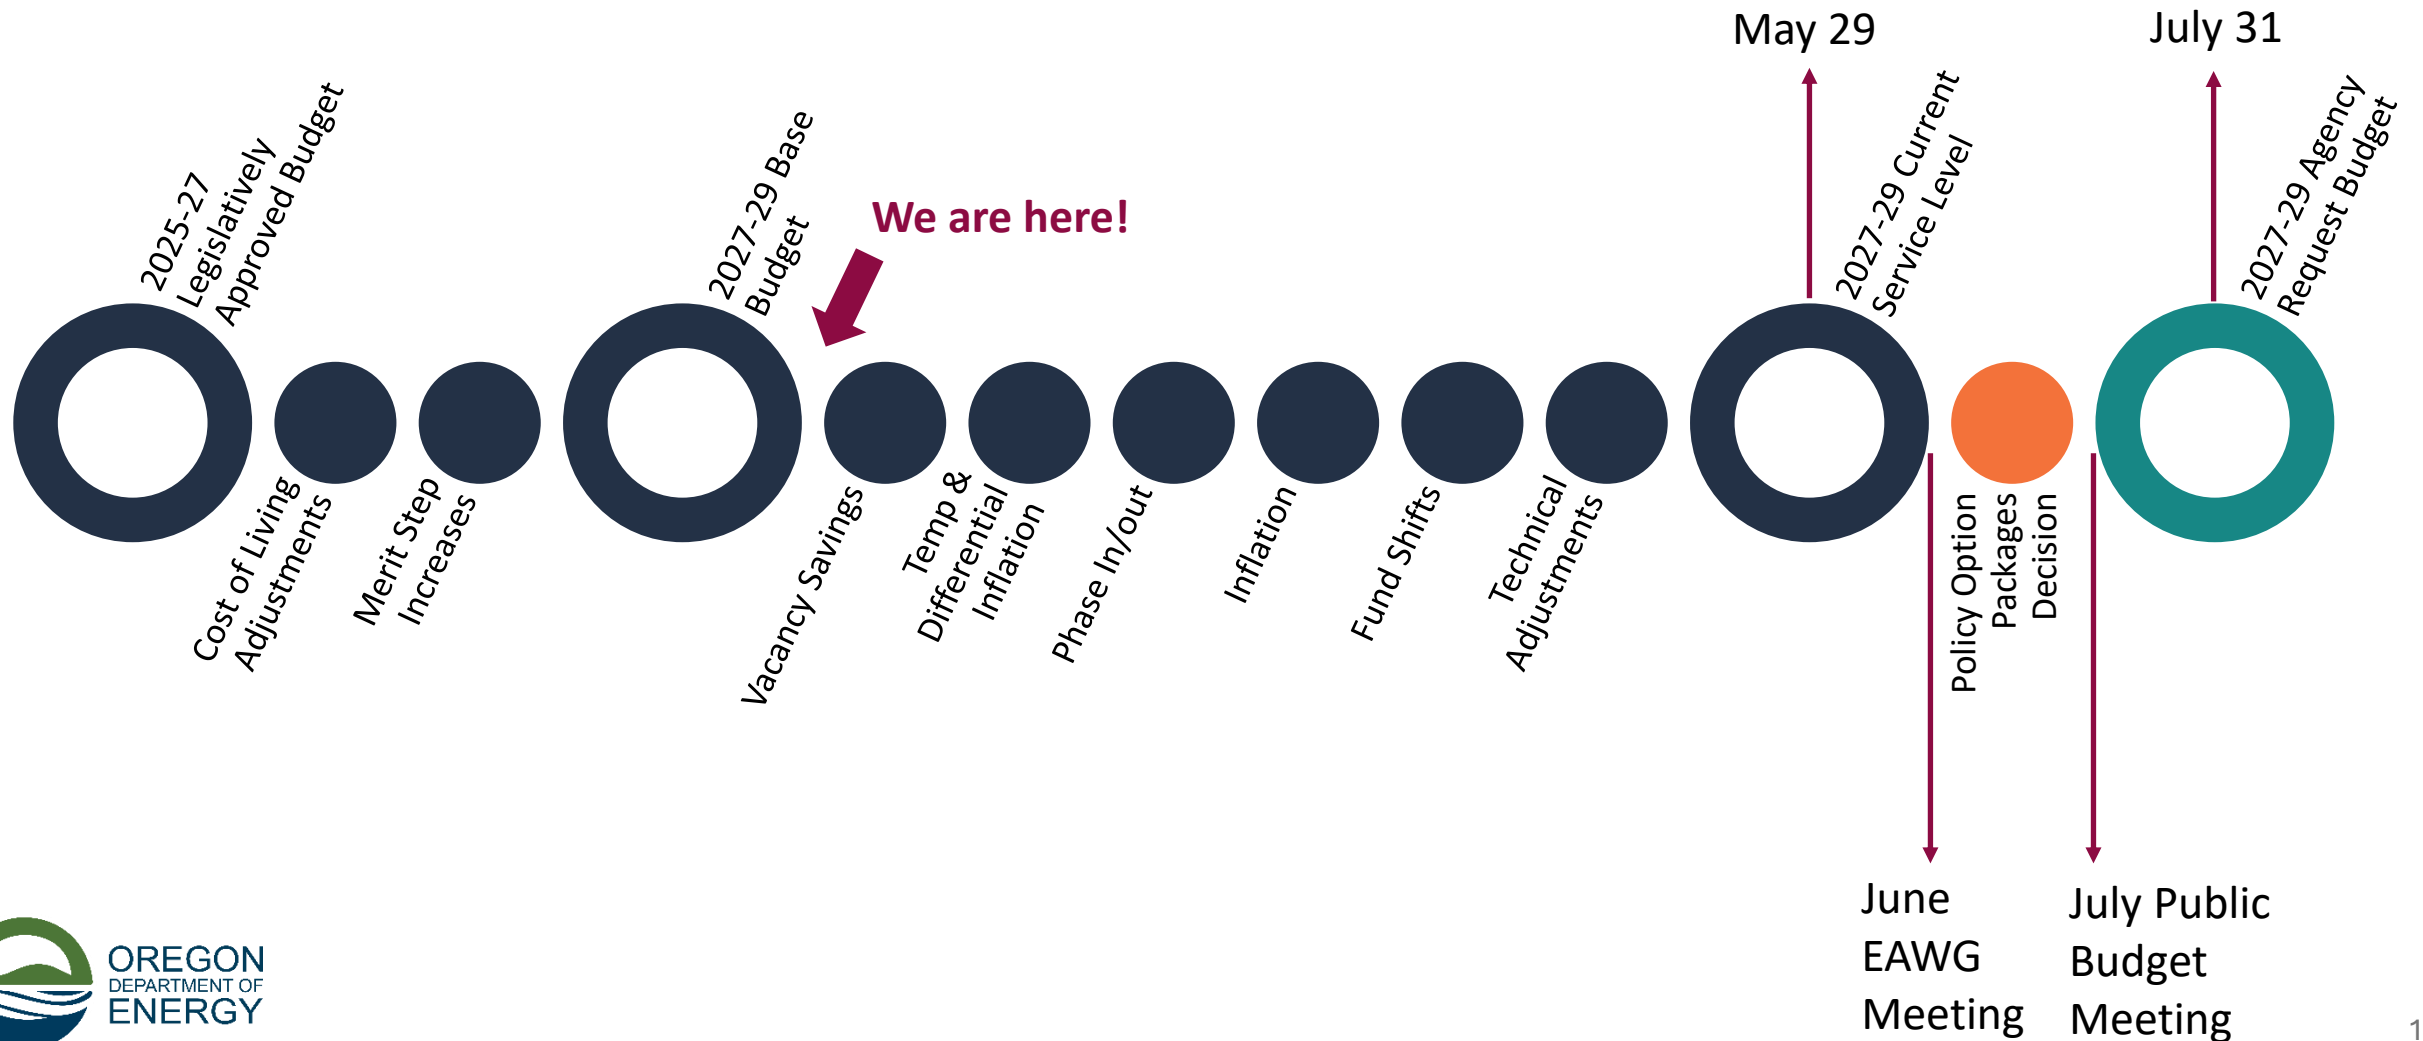 May 29
July 31
2025-27
Legislatively
Approved Budget
2027-29 Base
Budget
We are here!
2027-29 Current
Service Level
2027-29 Agency
Request Budget
Cost of Living
Adjustments
Merit Step
Increases
Vacancy Savings
Temp &
Differential
Inflation
Phase In/out
Inflation
Fund Shifts
Technical
Adjustments
Policy Option
Packages
Decision
June
EAWG
Meeting
July Public
Budget
Meeting
OREGON
DEPARTMENT OF
ENERGY
1